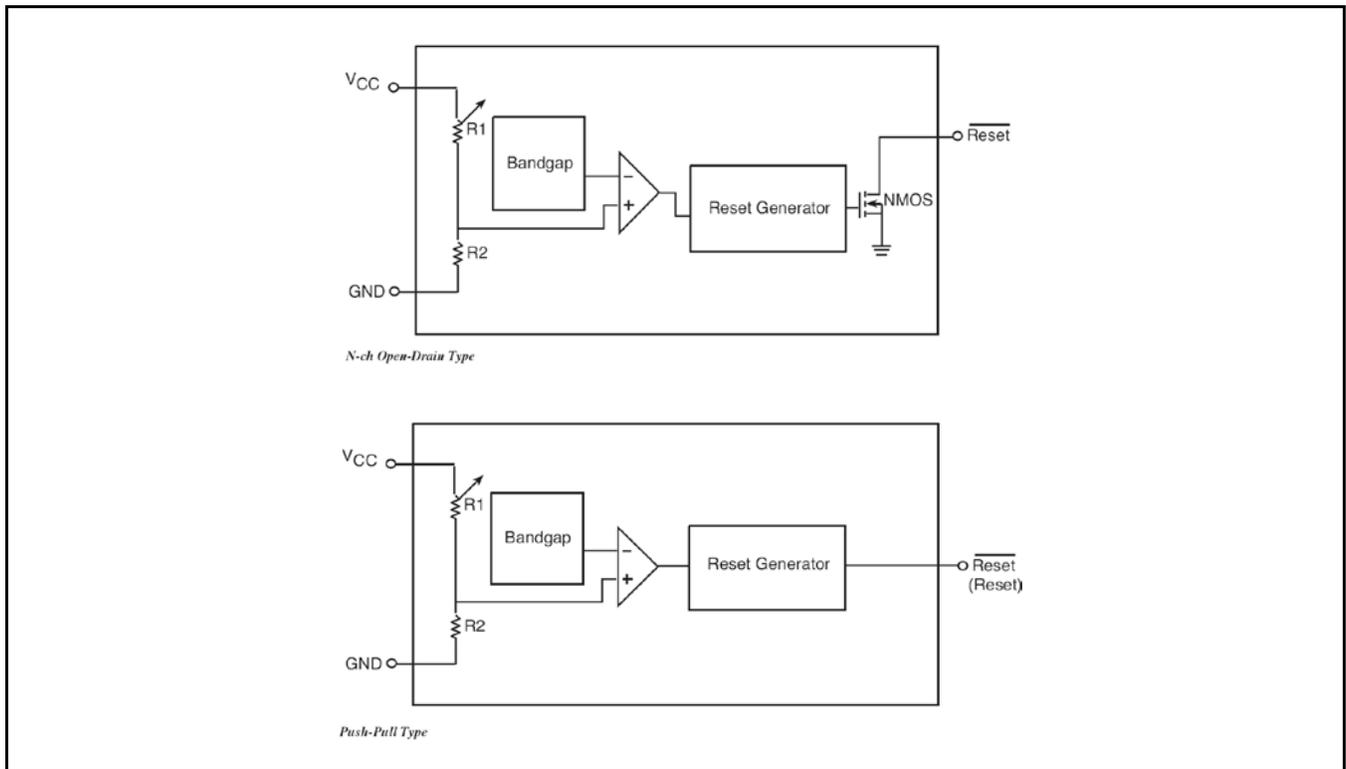 VCC
R1
Bandgap
−
+
R2
GND
Reset Generator
NMOS
Reset
N-ch Open-Drain Type
VCC
R1
Bandgap
−
+
R2
GND
Reset Generator
Reset
(Reset)
Push-Pull Type